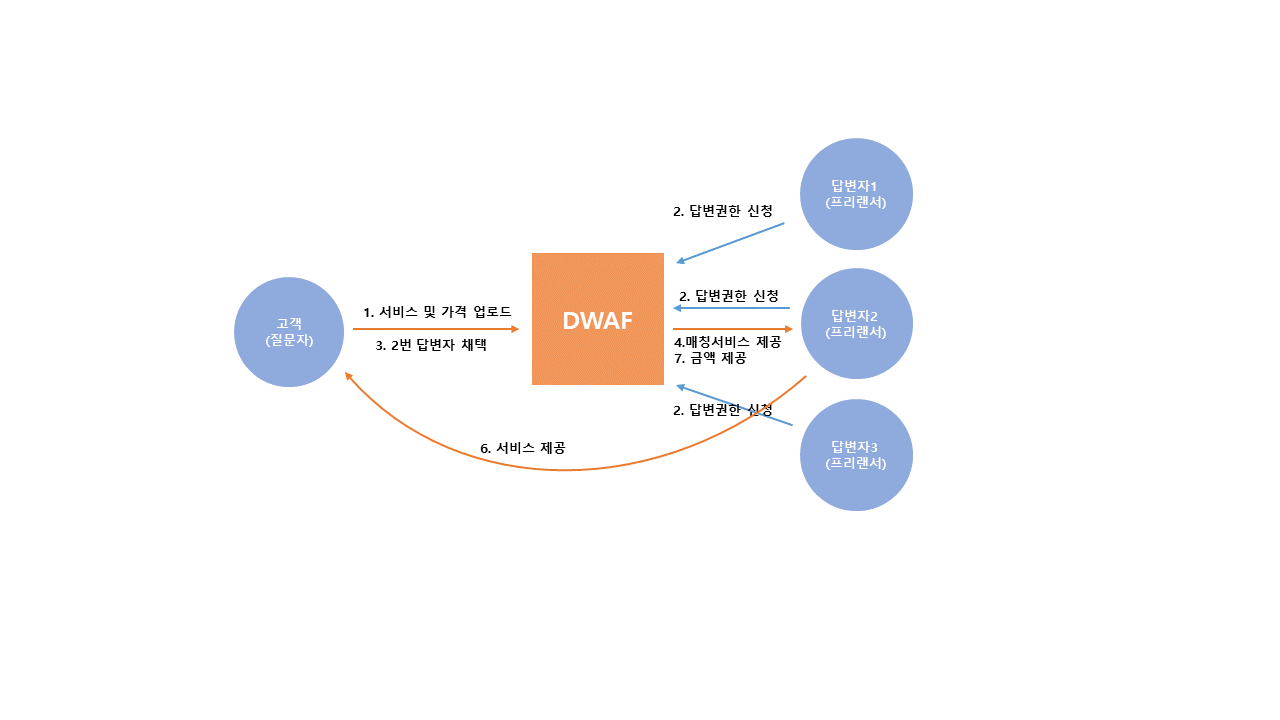 답변자1
(프리랜서)
2. 답변권한 신청
DWAF
2. 답변권한 신청
답변자2
(프리랜서)
고객
(질문자)
1. 서비스 및 가격 업로드
3. 2번 답변자 채택
4.매칭서비스 제공
7. 금액 제공
2. 답변권한 신청
답변자3
(프리랜서)
6. 서비스 제공